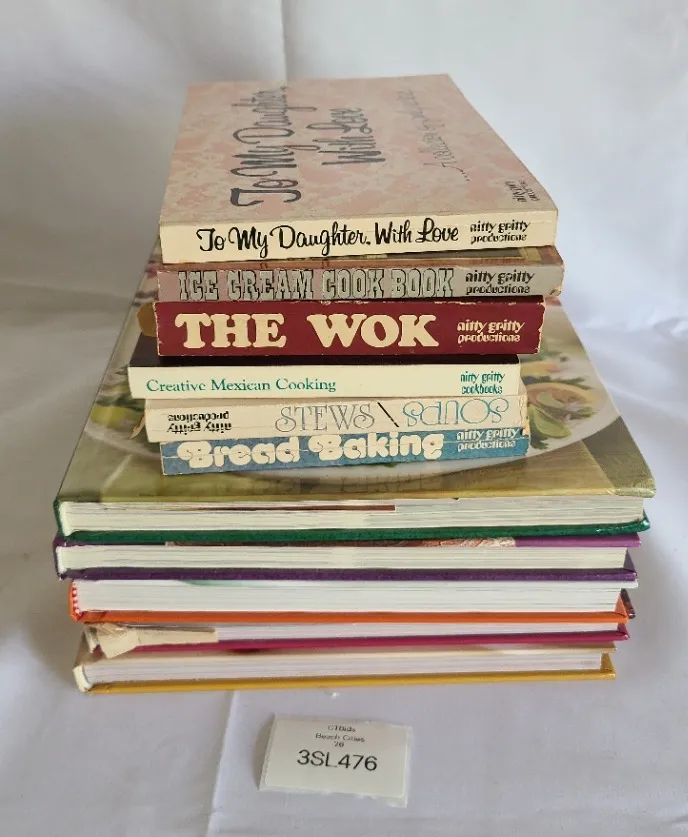 To My Daughter,
With Love
To My Daughter, With Love
nitty gritty
productions
ICE CREAM COOK BOOK
nitty gritty
productions
THE WOK
nitty gritty
productions
Creative Mexican Cooking
nitty gritty
cookbooks
nitty gritty
productions
STEWS \ SOUPS
Bread Baking
nitty gritty
productions
CTBids
Beach Cities
3SL476